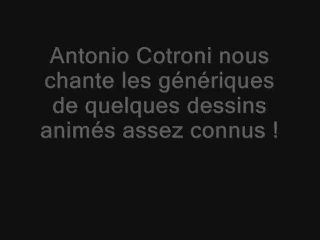 Antonio Cotroni nous
chante les génériques
de quelques dessins
animés assez connus !